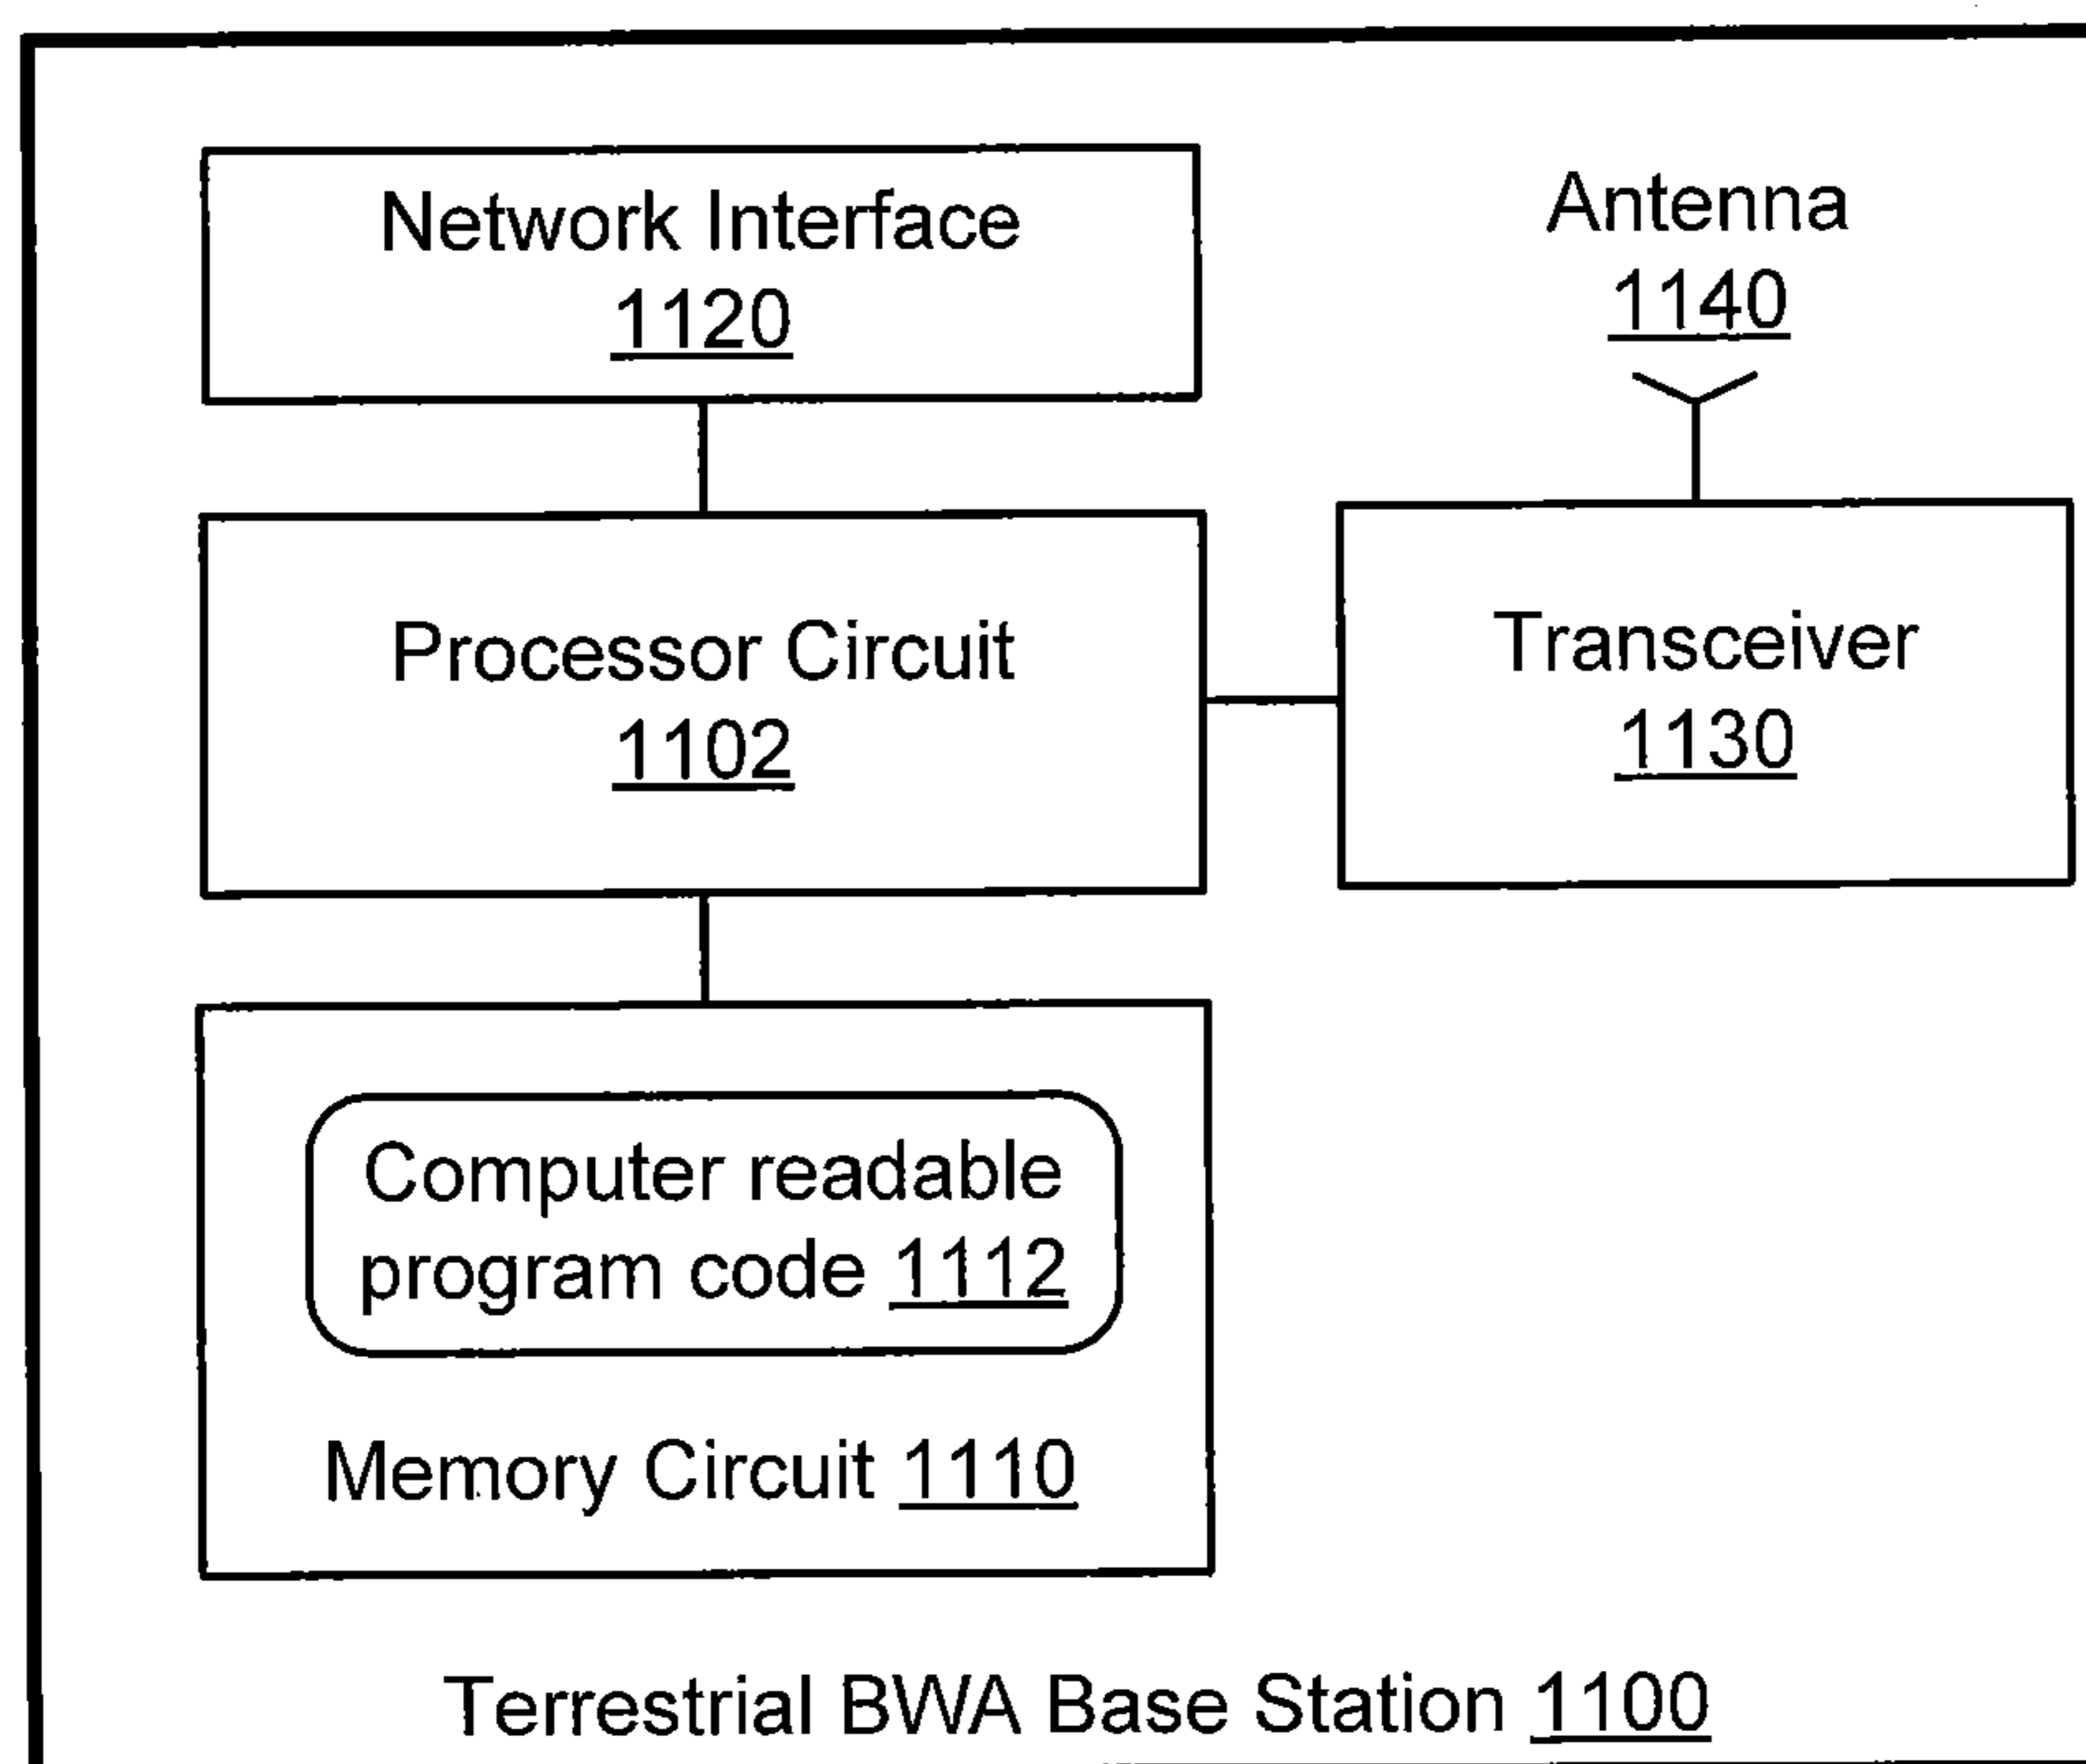 Network Interface
1120
Antenna
1140
Processor Circuit
1102
Transceiver
1130
Computer readable
program code 1112
Memory Circuit 1110
Terrestrial BWA Base Station 1100